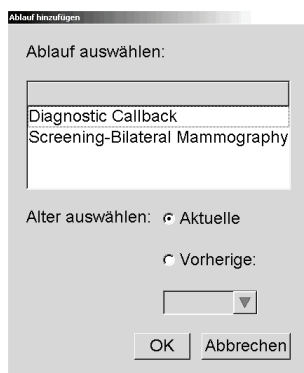 Ablauf hinzufügen
Ablauf auswählen:
Diagnostic Callback
Screening-Bilateral Mammography
Alter auswählen: Aktuelle
Vorherige:
OK Abbrechen